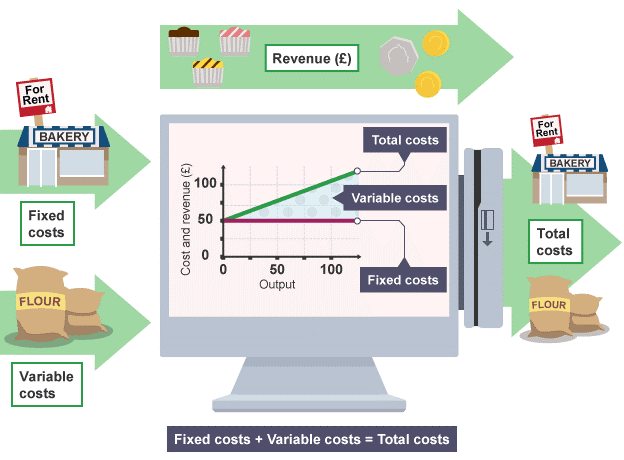 Revenue (£)
For
Rent
BAKERY
Fixed
costs
FLOUR
Variable
costs
Cost and revenue (£)
100
50
0
0
50
100
Output
Total costs
Variable costs
Fixed costs
For
Rent
BAKERY
Total
costs
FLOUR
Fixed costs + Variable costs = Total costs